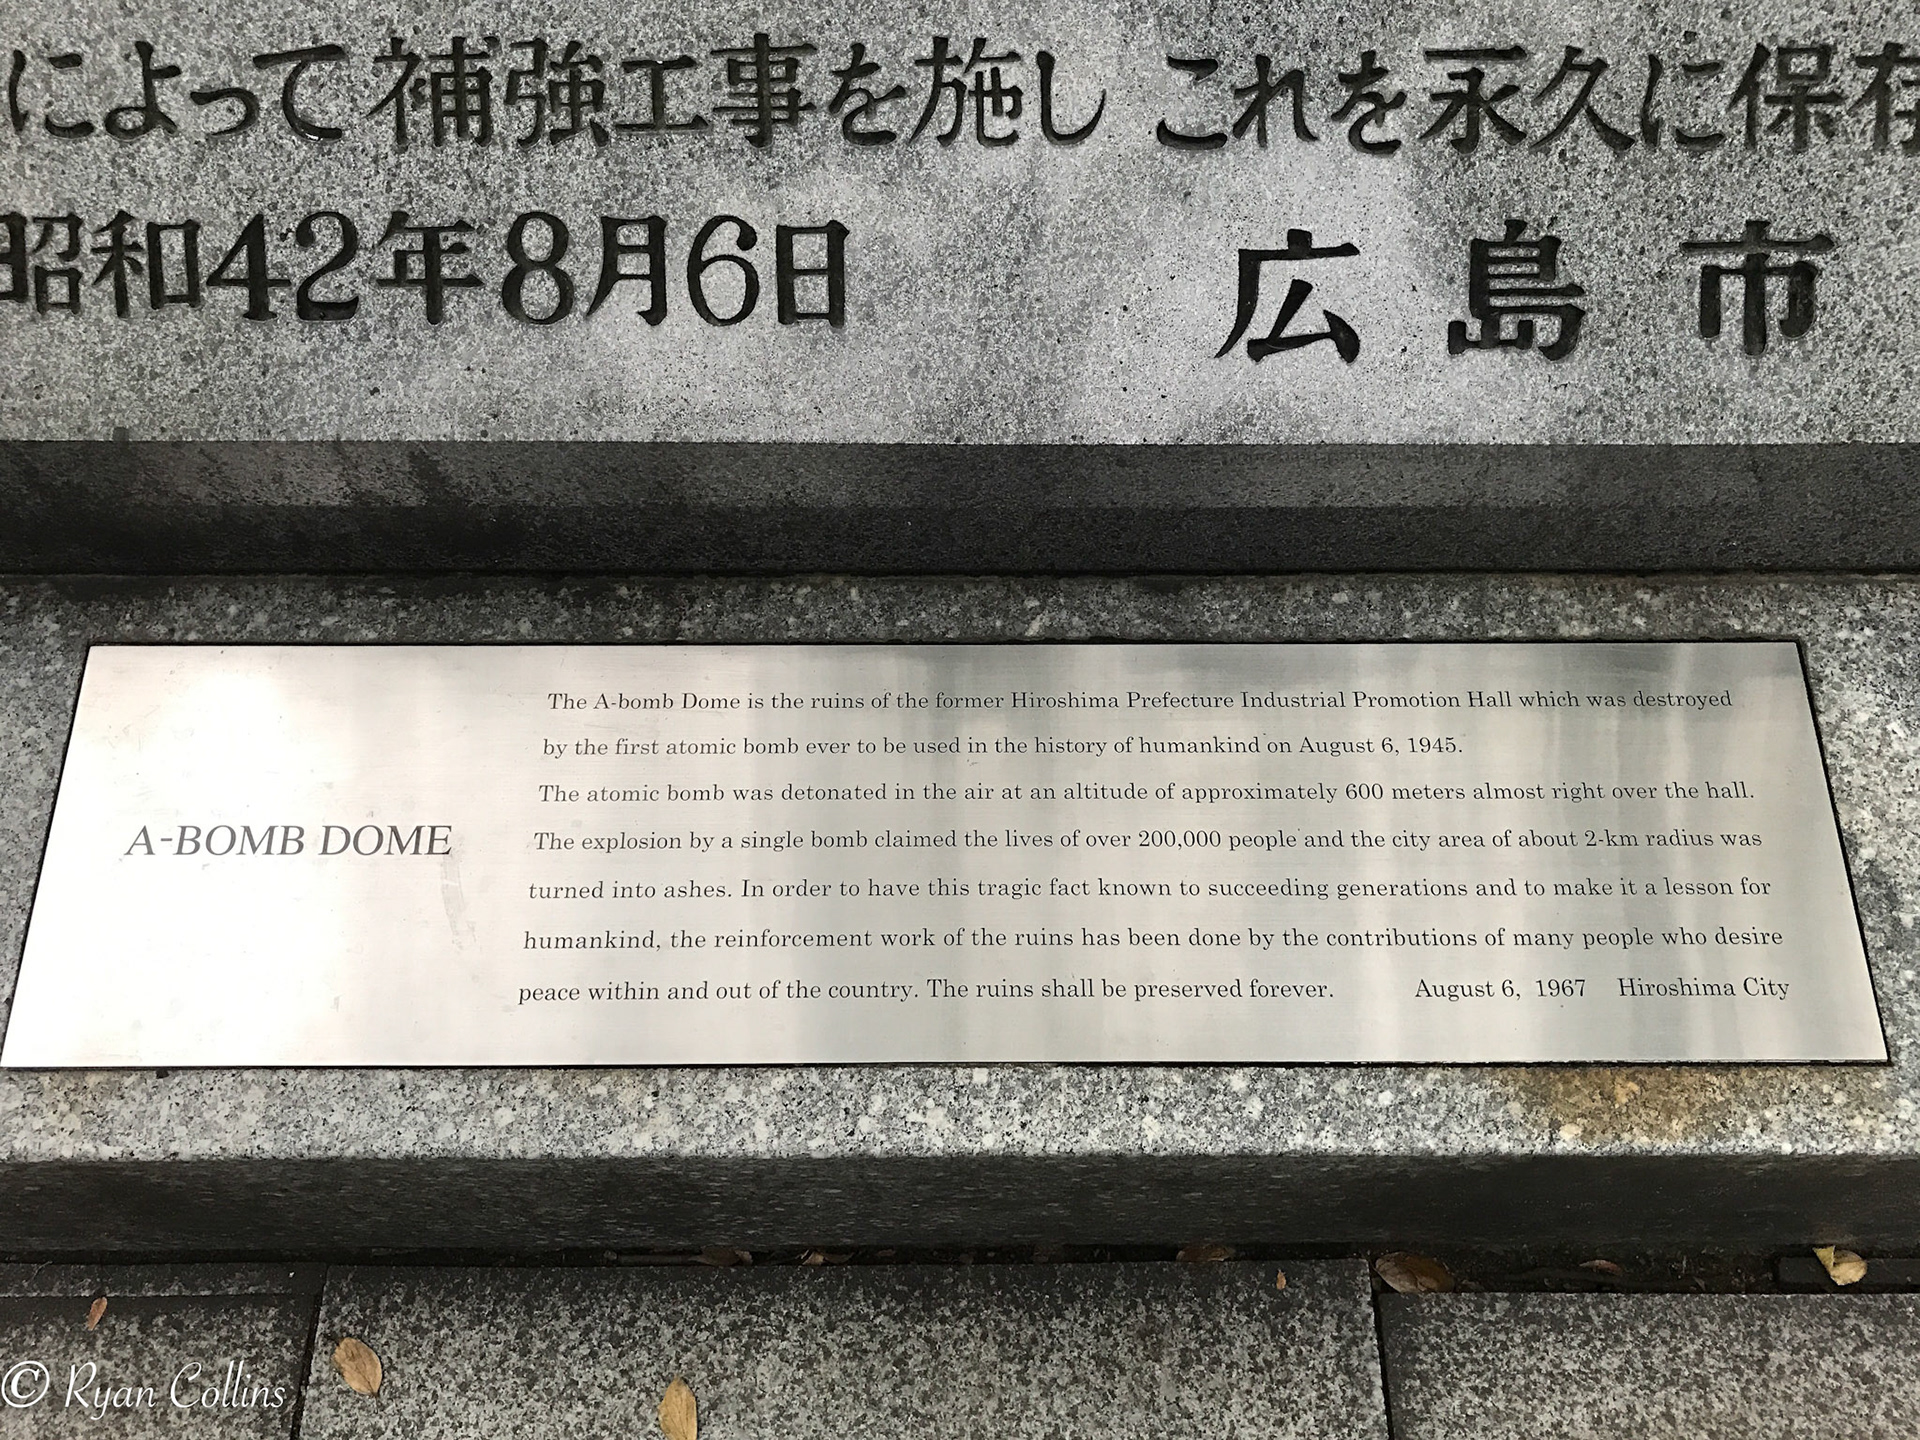 によって補強工事を施し これを永久に保存
昭和42年8月6日 広島市
The A-bomb Dome is the ruins of the former Hiroshima Prefecture Industrial Promotion Hall which was destroyed
by the first atomic bomb ever to be used in the history of humankind on August 6, 1945.
The atomic bomb was detonated in the air at an altitude of approximately 600 meters almost right over the hall.
A-BOMB DOME
The explosion by a single bomb claimed the lives of over 200,000 people and the city area of about 2-km radius was
turned into ashes. In order to have this tragic fact known to succeeding generations and to make it a lesson for
humankind, the reinforcement work of the ruins has been done by the contributions of many people who desire
peace within and out of the country. The ruins shall be preserved forever. August 6, 1967 Hiroshima City
© Ryan Collins